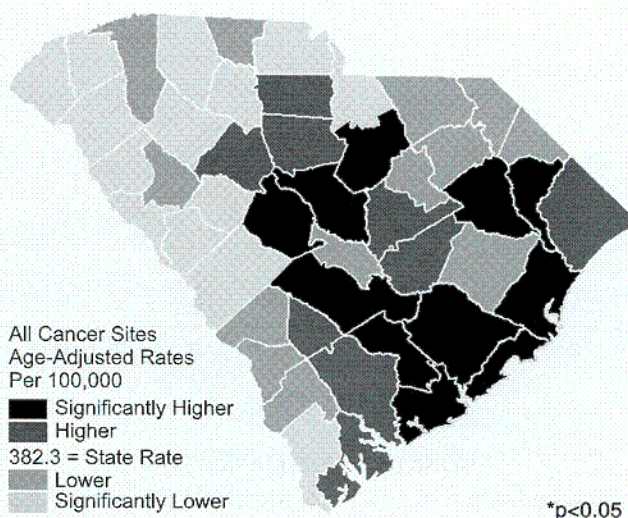 All Cancer Sites
Age-Adjusted Rates
Per 100,000
Significantly Higher
Higher
382.3 = State Rate
Lower
Significantly Lower
*p<0.05